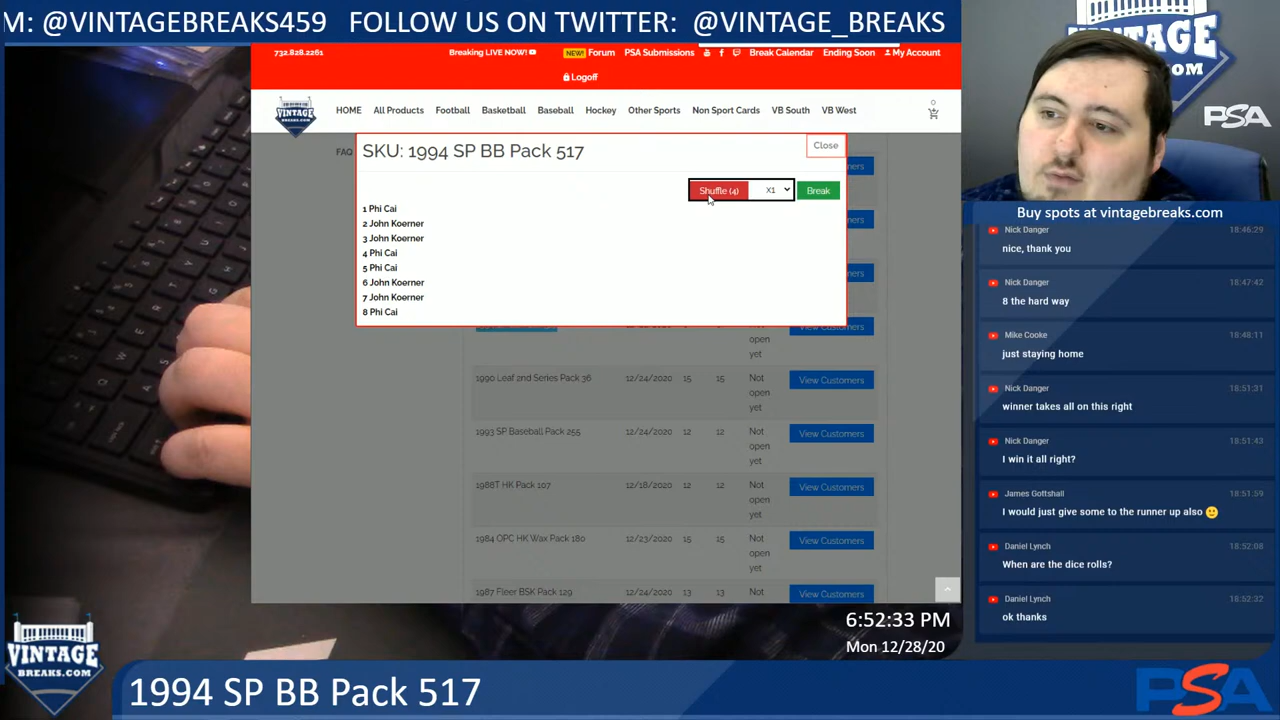 M: @VINTAGEBREAKS459 FOLLOW US ON TWITTER: @VINTAGE_BREAKS
VINTAGE
.COM
PSA
732.828.2261 Breaking LIVE NOW! NEW! Forum PSA Submissions Break Calendar Ending Soon My Account
Logoff
HOME All Products Football Basketball Baseball Hockey Other Sports Non Sport Cards VB South VB West 0
FAQ
SKU: 1994 SP BB Pack 517 Close
Shuffle (4) X1 Break
1 Phi Cai
2 John Koerner
3 John Koerner
4 Phi Cai
5 Phi Cai
6 John Koerner
7 John Koerner
8 Phi Cai
View Customers
open
yet
1990 Leaf 2nd Series Pack 36 12/24/2020 15 15 Not open yet View Customers
1993 SP Baseball Pack 255 12/24/2020 12 12 Not open yet View Customers
1988T HK Pack 107 12/18/2020 12 12 Not open yet View Customers
1984 OPC HK Wax Pack 180 12/23/2020 15 15 Not open yet View Customers
1987 Fleer BSK Pack 129 12/24/2020 13 13 Not View Customers
Buy spots at vintagebreaks.com
Nick Danger 18:46:29
nice, thank you
Nick Danger 18:47:42
8 the hard way
Mike Cooke 18:48:11
just staying home
Nick Danger 18:51:31
winner takes all on this right
Nick Danger 18:51:43
I win it all right?
James Gottshall 18:51:59
I would just give some to the runner up also 🙂
Daniel Lynch 18:52:08
When are the dice rolls?
Daniel Lynch 18:52:32
ok thanks
6:52:33 PM
Mon 12/28/20
VINTAGE
BREAKS.COM
1994 SP BB Pack 517
PSA